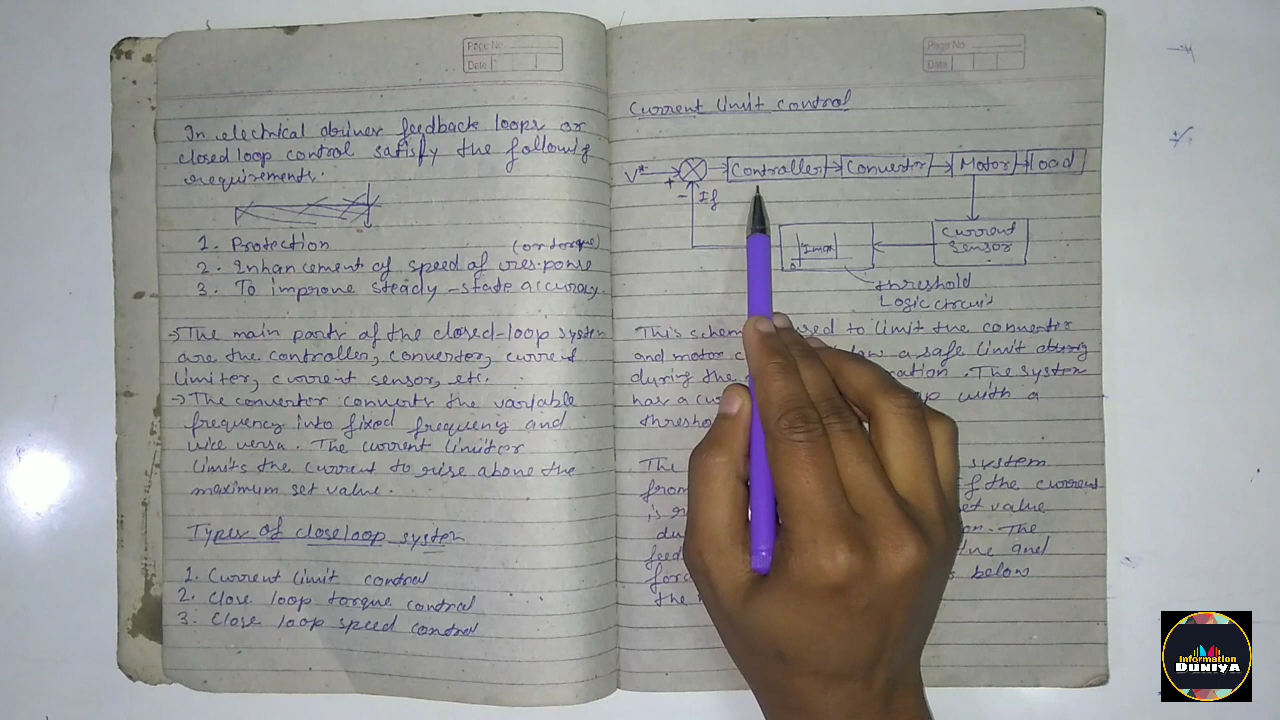 Page No.
Date
In electrical drives feedback loops or
closed loop control satisfy the following
requirements.
1. Protection
2. Enhancement of speed of response (or torque)
3. To improve steady-state accuracy.
→ The main parts of the closed-loop system
are the controller, converter, current
limiter, current sensor, etc.
→ The converter converts the variable
frequency into fixed frequency and
vice versa. The current limiter
limits the current to rise above the
maximum set value.
Types of closeloop system
1. Current limit control
2. Close loop torque control
3. Close loop speed control
Page No.
Date
Current limit control
V* + - If
Controller Converter Motor Load
Current
Sensor
Imax
0
threshold
Logic circuit
This used to limit the converter
and motor a safe limit during
during the The system
has a with a
The system
from If the current
is set value
The
and
below
the
Information
Duniya